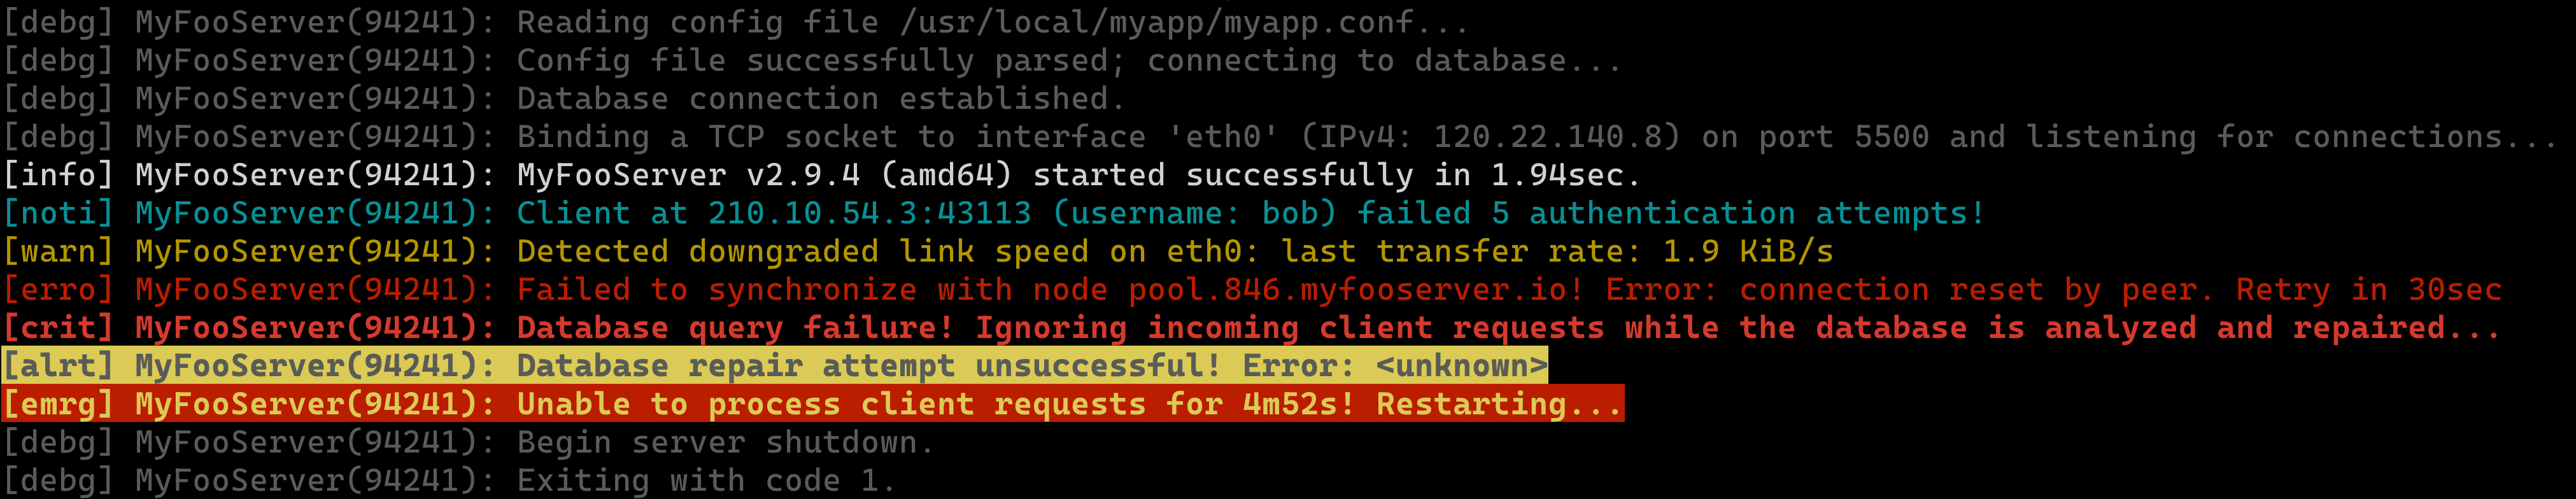 [debg] MyFooServer(94241): Reading config file /usr/local/myapp/myapp.conf...
[debg] MyFooServer(94241): Config file successfully parsed; connecting to database...
[debg] MyFooServer(94241): Database connection established.
[debg] MyFooServer(94241): Binding a TCP socket to interface 'eth0' (IPv4: 120.22.140.8) on port 5500 and listening for connections...
[info] MyFooServer(94241): MyFooServer v2.9.4 (amd64) started successfully in 1.94sec.
[noti] MyFooServer(94241): Client at 210.10.54.3:43113 (username: bob) failed 5 authentication attempts!
[warn] MyFooServer(94241): Detected downgraded link speed on eth0: last transfer rate: 1.9 KiB/s
[erro] MyFooServer(94241): Failed to synchronize with node pool.846.myfooserver.io! Error: connection reset by peer. Retry in 30sec
[crit] MyFooServer(94241): Database query failure! Ignoring incoming client requests while the database is analyzed and repaired...
[alrt] MyFooServer(94241): Database repair attempt unsuccessful! Error: <unknown>
[emrg] MyFooServer(94241): Unable to process client requests for 4m52s! Restarting...
[debg] MyFooServer(94241): Begin server shutdown.
[debg] MyFooServer(94241): Exiting with code 1.